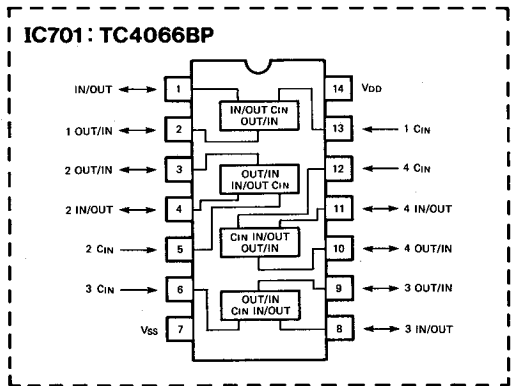 IC701: TC4066BP
IN/OUT 1 14 VDD
IN/OUT CIN
OUT/IN
1 OUT/IN 2 13 1 CIN
2 OUT/IN 3 12 4 CIN
OUT/IN
IN/OUT CIN
2 IN/OUT 4 11 4 IN/OUT
CIN IN/OUT
OUT/IN
2 CIN 5 10 4 OUT/IN
3 CIN 6 9 3 OUT/IN
OUT/IN
CIN IN/OUT
VSS 7 8 3 IN/OUT